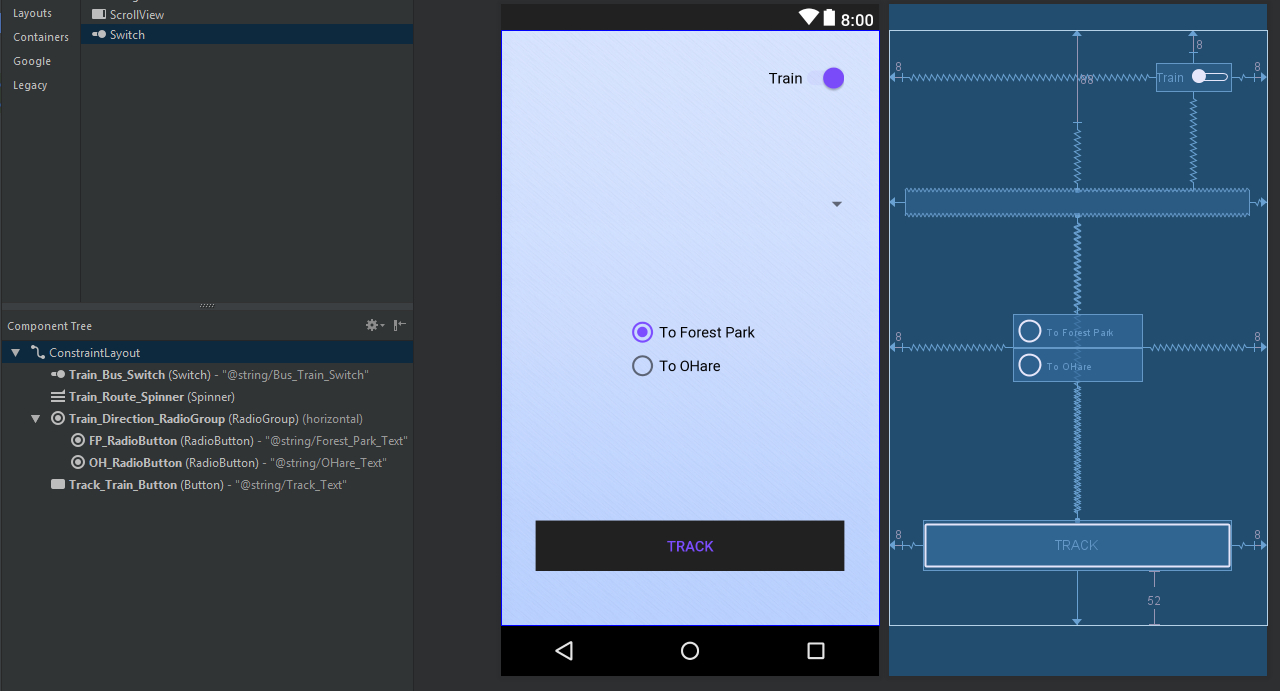 Layouts
Containers
Google
Legacy
ScrollView
Switch
Component Tree
ConstraintLayout
Train_Bus_Switch (Switch) - "@string/Bus_Train_Switch"
Train_Route_Spinner (Spinner)
Train_Direction_RadioGroup (RadioGroup) (horizontal)
FP_RadioButton (RadioButton) - "@string/Forest_Park_Text"
OH_RadioButton (RadioButton) - "@string/OHare_Text"
Track_Train_Button (Button) - "@string/Track_Text"
8:00
Train
To Forest Park
To OHare
TRACK
8
8
8
Train
8
8
To Forest Park
To OHare
8
8
TRACK
8
52